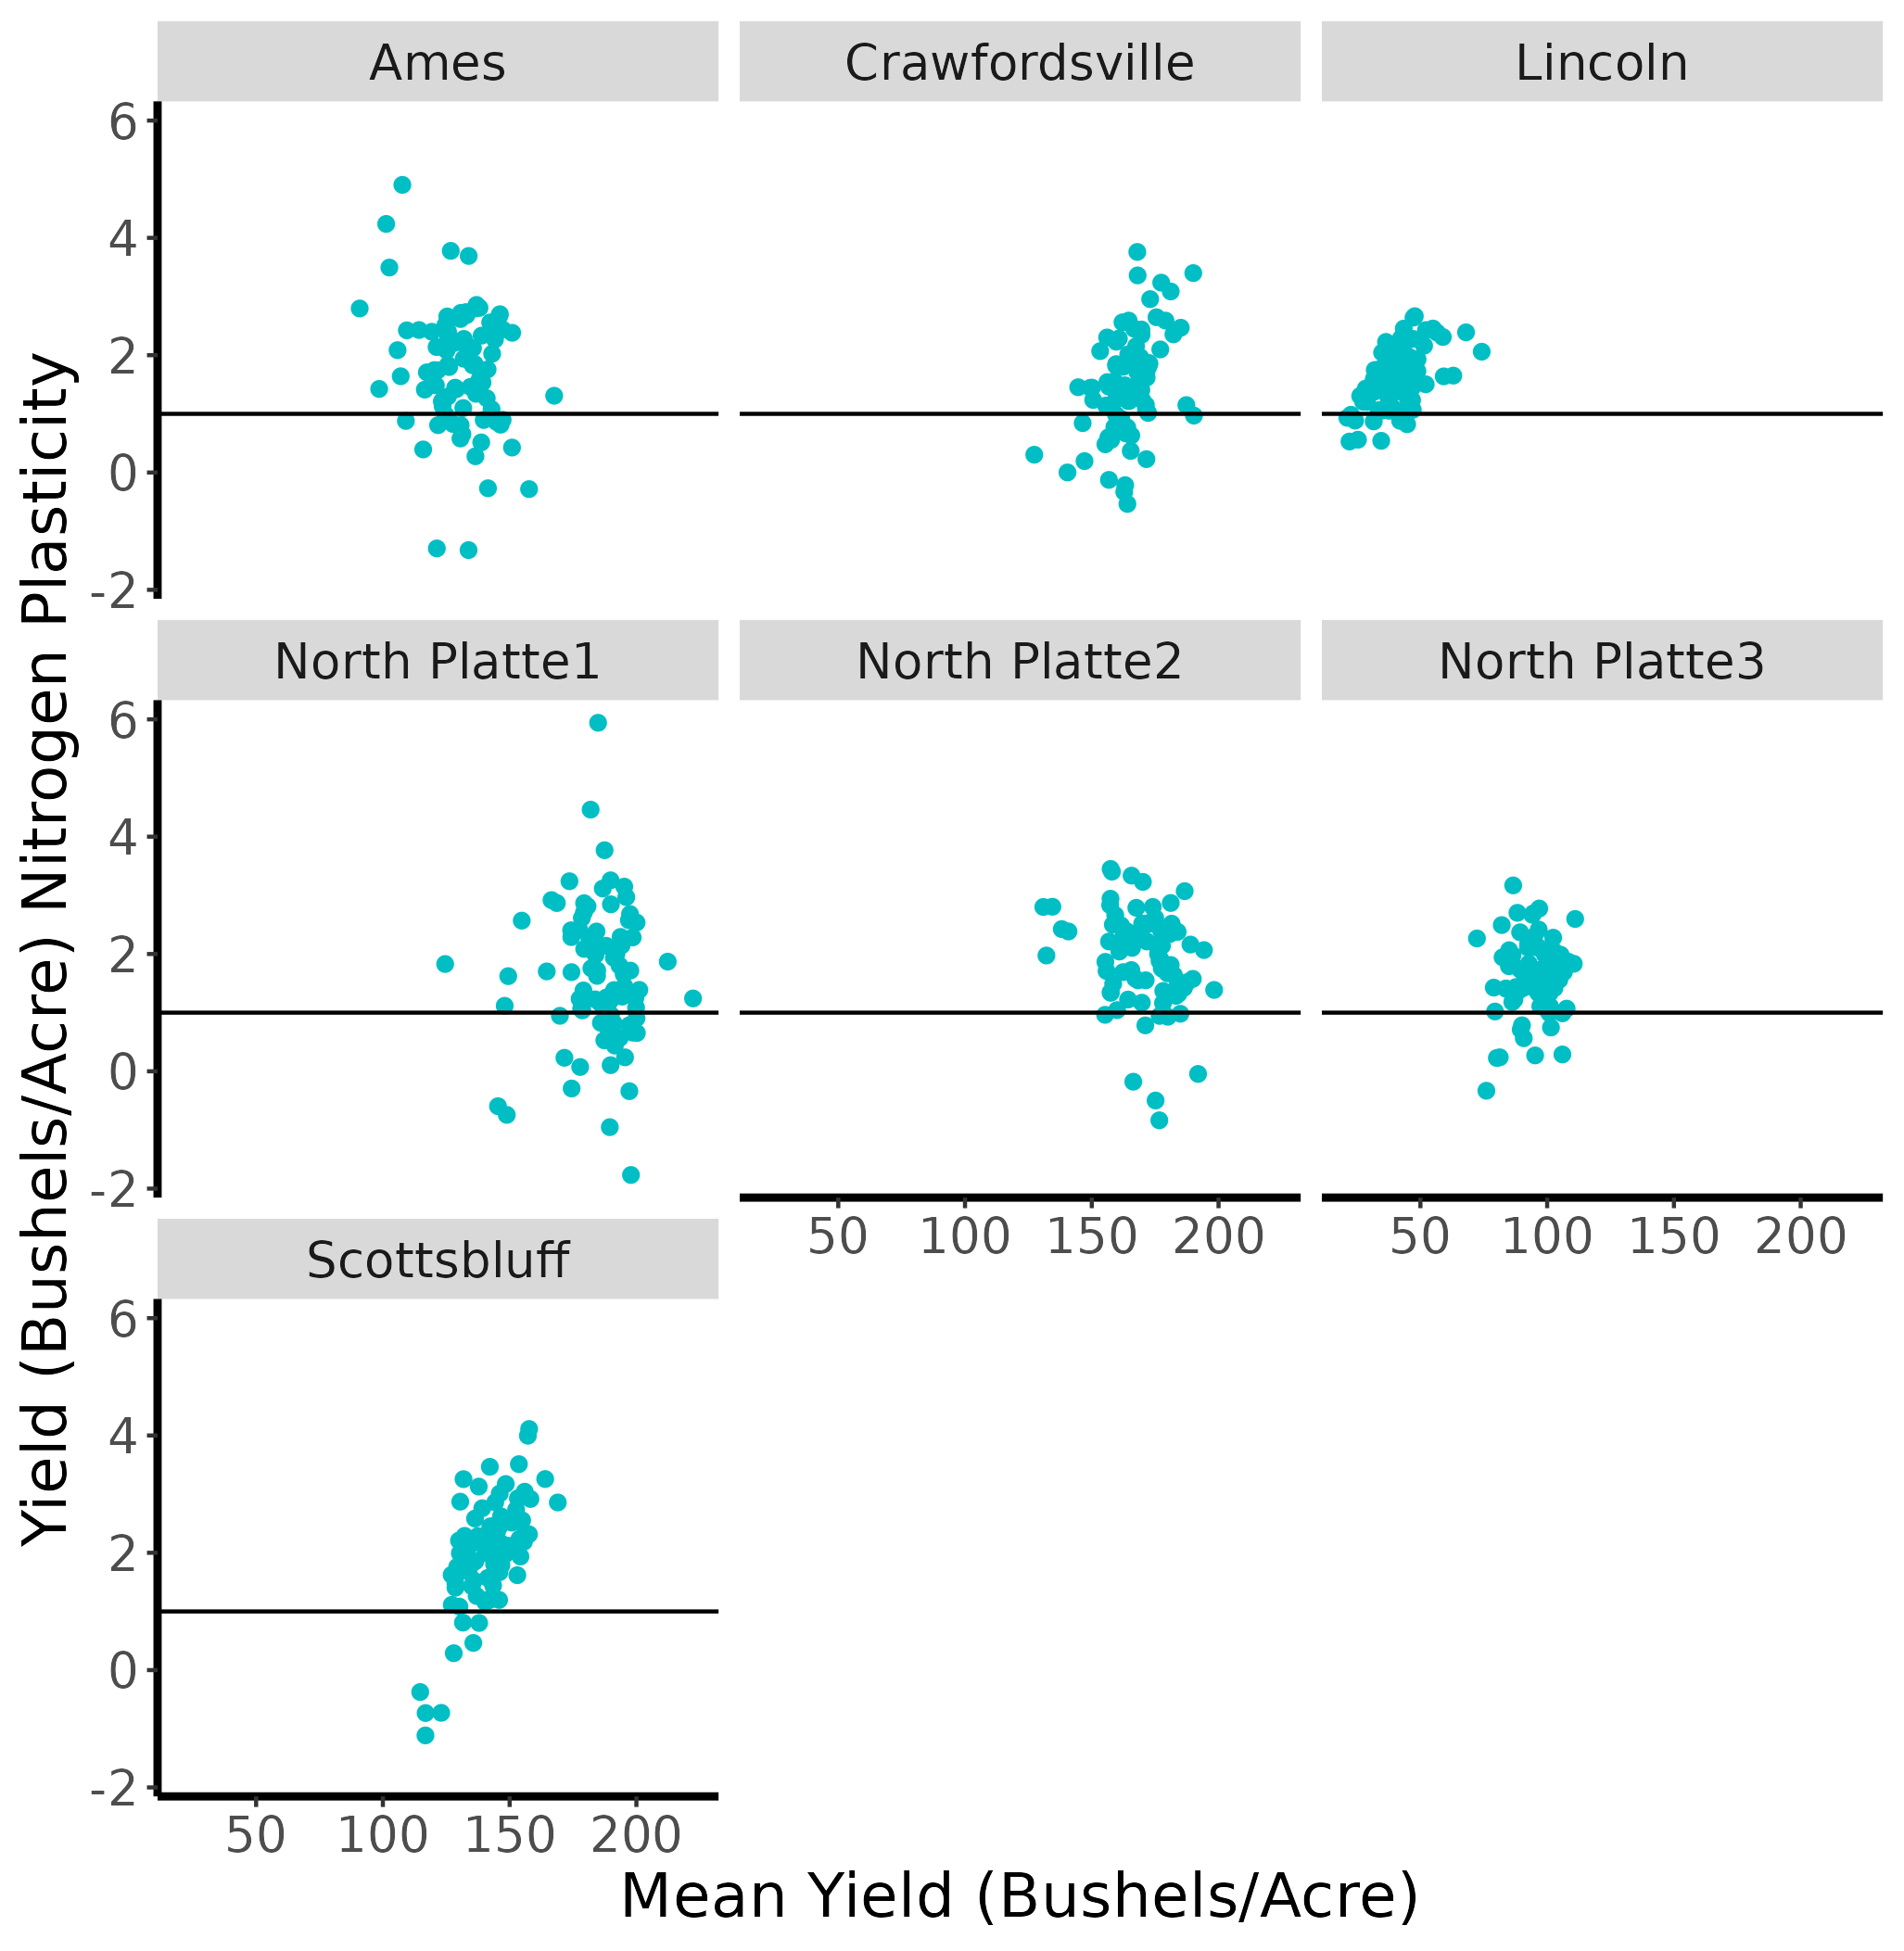 Ames
Crawfordsville
Lincoln
6
4
2
0
-2
North Platte1
North Platte2
North Platte3
6
4
2
0
-2
50 100 150 200
50 100 150 200
Scottsbluff
6
4
2
0
-2
50 100 150 200
Mean Yield (Bushels/Acre)
Yield (Bushels/Acre) Nitrogen Plasticity